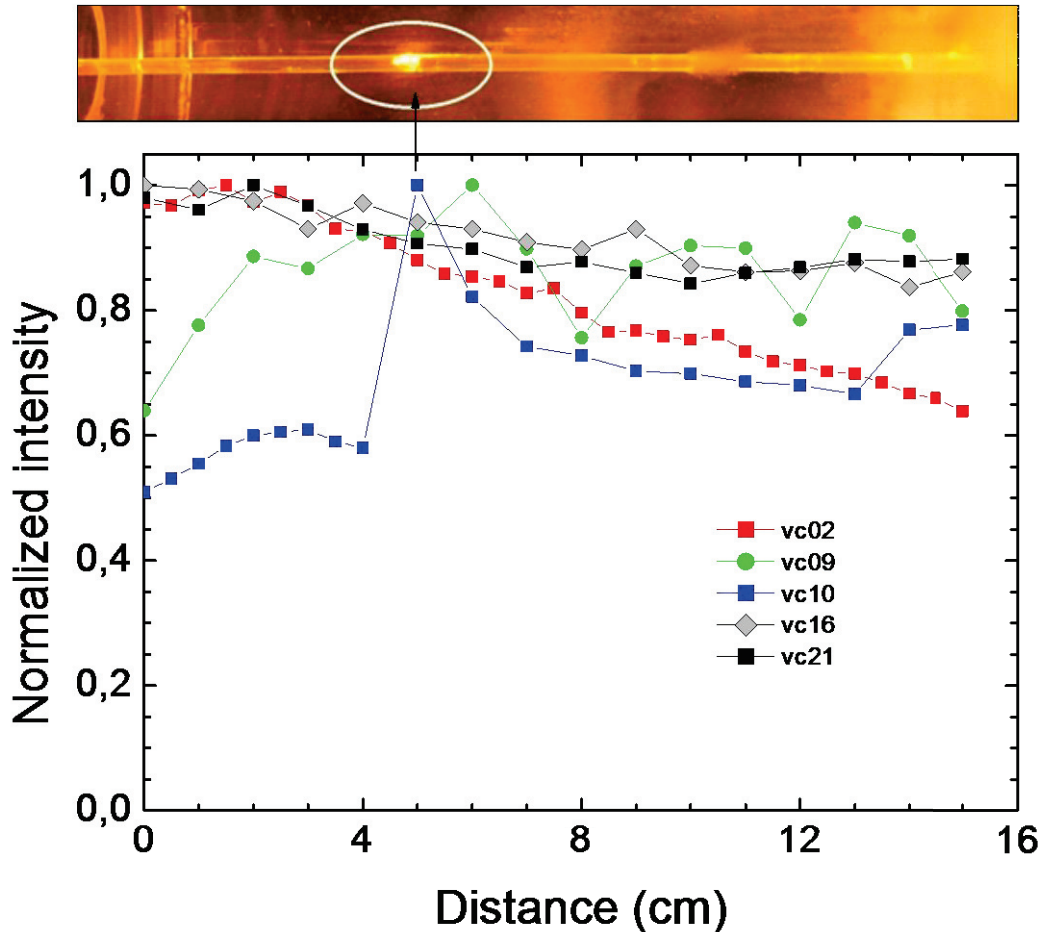 1,0
0,8
0,6
0,4
0,2
0,0
0 4 8 12 16
Normalized intensity
Distance (cm)
vc02
vc09
vc10
vc16
vc21